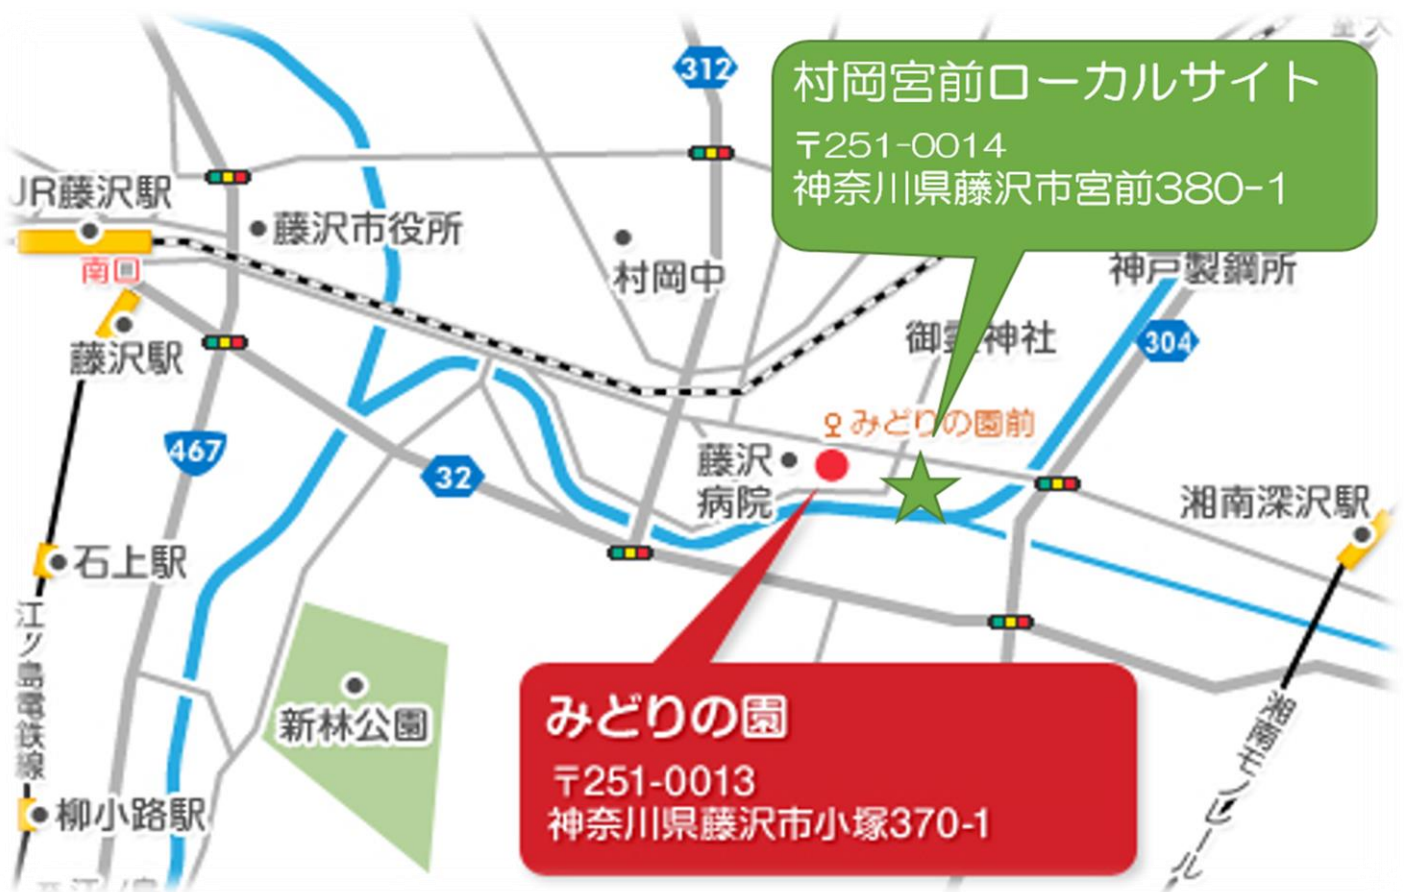 312
村岡宮前ローカルサイト
〒251-0014
神奈川県藤沢市宮前380-1
JR藤沢駅
南口
藤沢市役所
村岡中
神戸製鋼所
藤沢駅
御霊神社
304
みどりの園前
467
32
藤沢
病院
湘南深沢駅
石上駅
江ノ島電鉄線
新林公園
みどりの園
〒251-0013
神奈川県藤沢市小塚370-1
湘南モノレール
柳小路駅